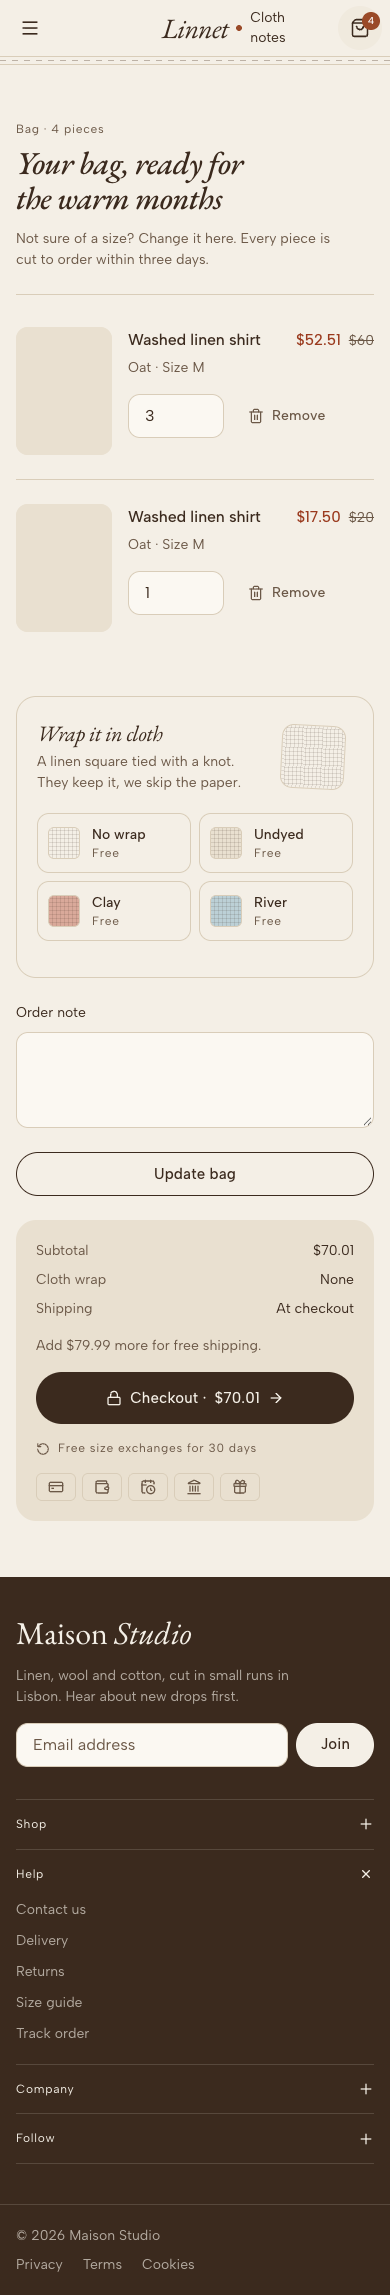 Linnet
Cloth
notes
4
Bag · 4 pieces
Your bag, ready for
the warm months
Not sure of a size? Change it here. Every piece is
cut to order within three days.
Washed linen shirt $52.51 $60
Oat · Size M
3 Remove
Washed linen shirt $17.50 $20
Oat · Size M
1 Remove
Wrap it in cloth
A linen square tied with a knot.
They keep it, we skip the paper.
No wrap
Free
Undyed
Free
Clay
Free
River
Free
Order note
Update bag
Subtotal $70.01
Cloth wrap None
Shipping At checkout
Add $79.99 more for free shipping.
Checkout · $70.01
Free size exchanges for 30 days
Maison Studio
Linen, wool and cotton, cut in small runs in
Lisbon. Hear about new drops first.
Email address Join
Shop
Help
Contact us
Delivery
Returns
Size guide
Track order
Company
Follow
© 2026 Maison Studio
Privacy Terms Cookies